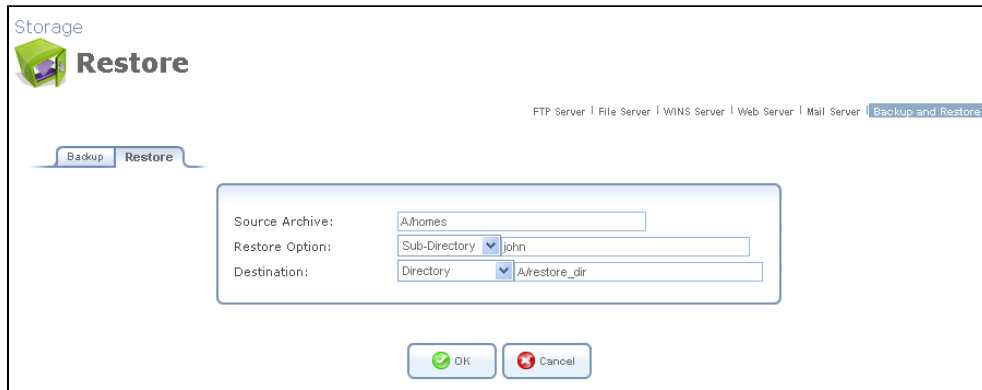 Storage
Restore
FTP Server | File Server | WINS Server | Web Server | Mail Server | Backup and Restore
Backup Restore
Source Archive: A/homes
Restore Option: Sub-Directory john
Destination: Directory A/restore_dir
OK Cancel